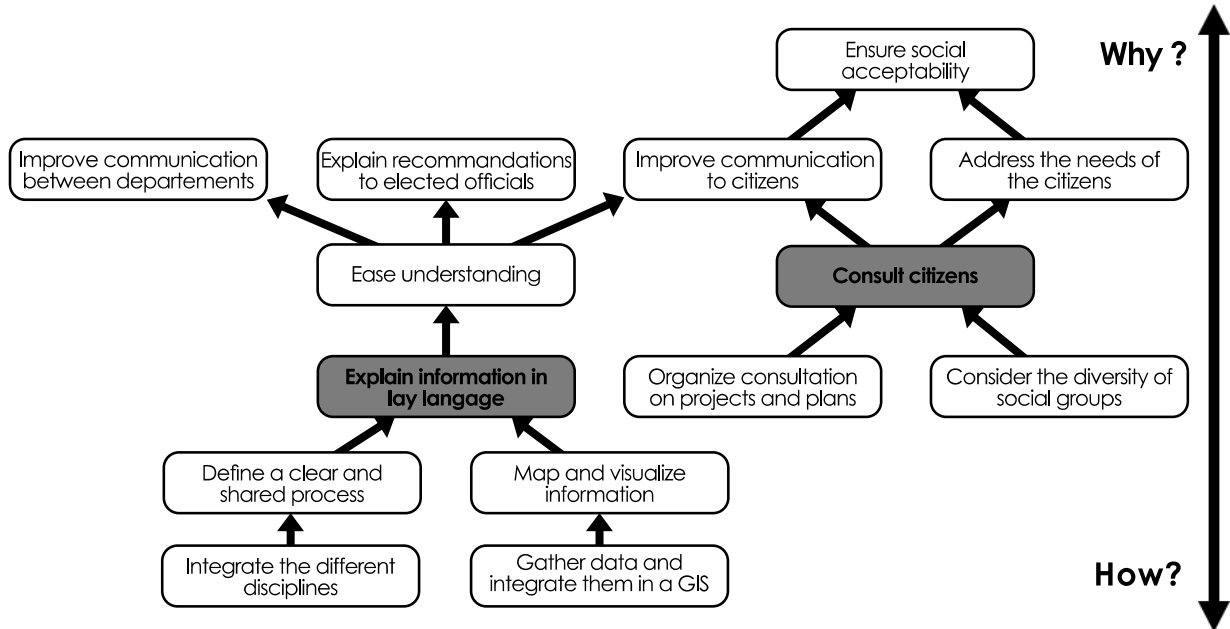 Ensure social
acceptability
Why ?
Improve communication
between departements
Explain recommandations
to elected officials
Improve communication
to citizens
Address the needs of
the citizens
Ease understanding
Consult citizens
Explain information in
lay langage
Organize consultation
on projects and plans
Consider the diversity of
social groups
Define a clear and
shared process
Map and visualize
information
Integrate the different
disciplines
Gather data and
integrate them in a GIS
How?